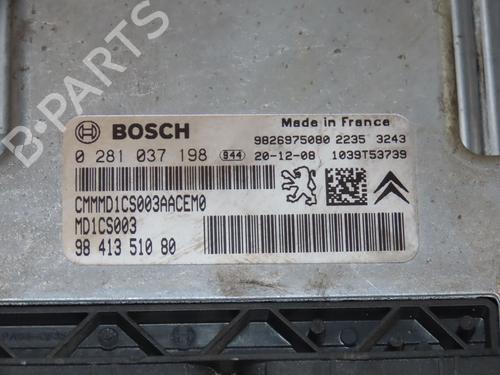 BOSCH
Made in France
9826975080 2235 3243
0 281 037 198 944 20-12-08 1039T53739
CMMMD1CS003AACEM0
MD1CS003
98 413 510 80
B-PARTS